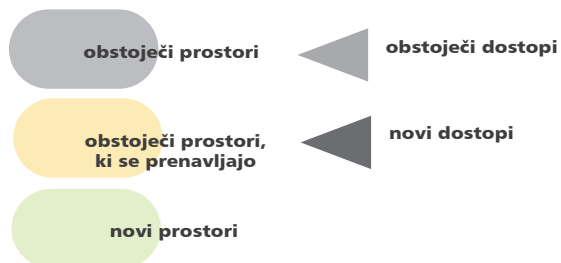 obstoječi prostori
obstoječi dostopi
obstoječi prostori,
ki se prenavljajo
novi dostopi
novi prostori